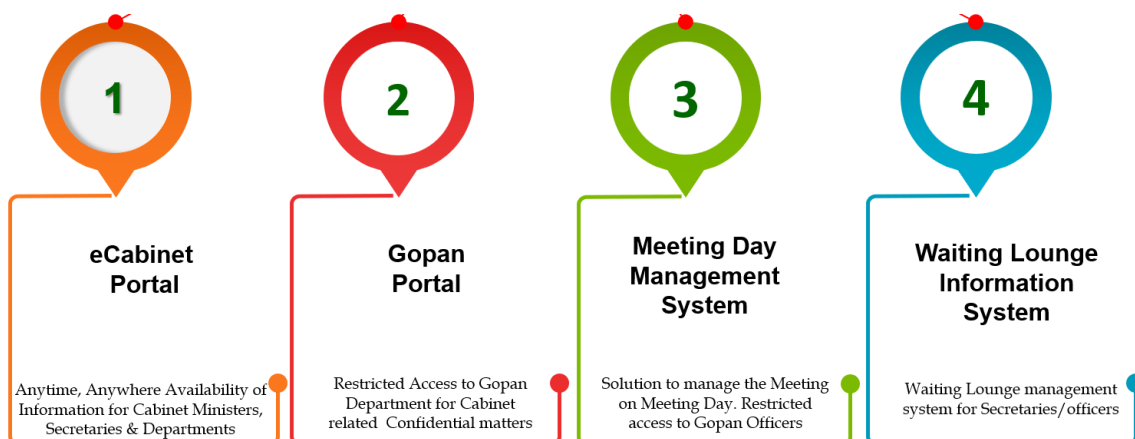 1
eCabinet
Portal
Anytime, Anywhere Availability of
Information for Cabinet Ministers,
Secretaries & Departments
2
Gopan
Portal
Restricted Access to Gopan
Department for Cabinet
related Confidential matters
3
Meeting Day
Management
System
Solution to manage the Meeting
on Meeting Day. Restricted
access to Gopan Officers
4
Waiting Lounge
Information
System
Waiting Lounge management
system for Secretaries/officers